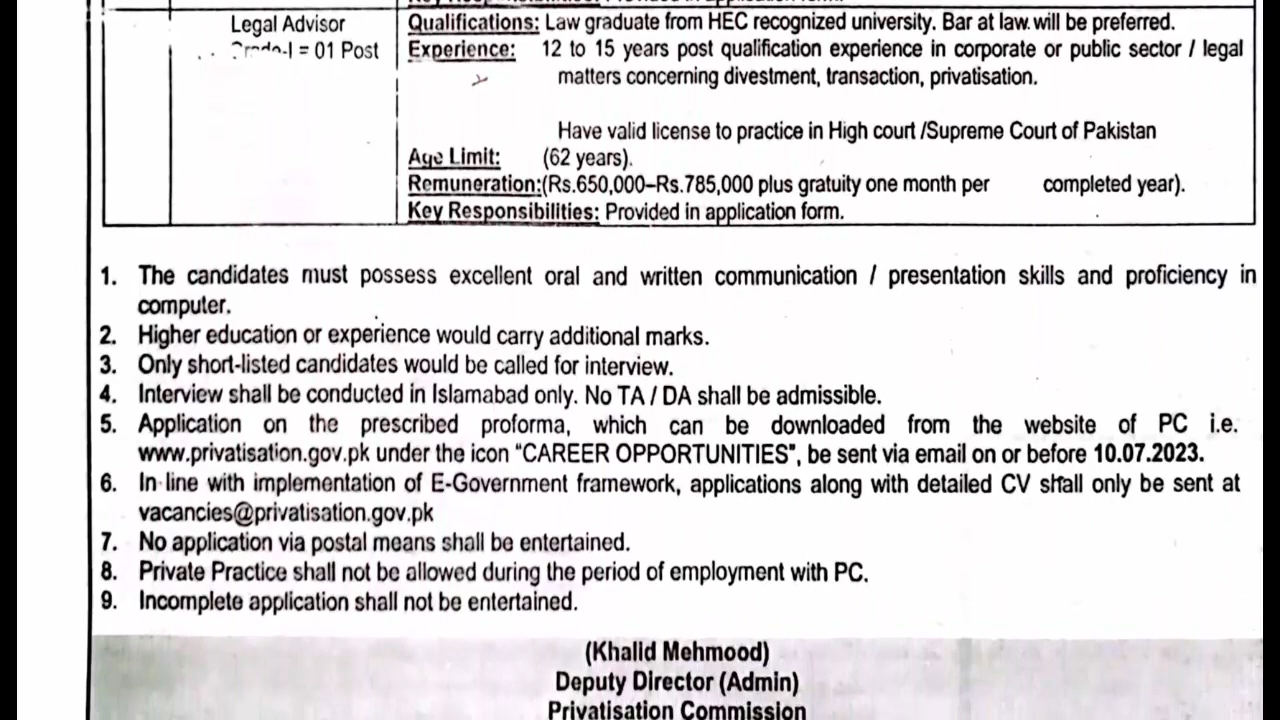 Legal Advisor
= 01 Post
Qualifications: Law graduate from HEC recognized university. Bar at law will be preferred.
Experience: 12 to 15 years post qualification experience in corporate or public sector / legal
matters concerning divestment, transaction, privatisation.
Have valid license to practice in High court /Supreme Court of Pakistan
Age Limit: (62 years).
Remuneration:(Rs.650,000–Rs.785,000 plus gratuity one month per completed year).
Key Responsibilities: Provided in application form.
1. The candidates must possess excellent oral and written communication / presentation skills and proficiency in
computer.
2. Higher education or experience would carry additional marks.
3. Only short-listed candidates would be called for interview.
4. Interview shall be conducted in Islamabad only. No TA / DA shall be admissible.
5. Application on the prescribed proforma, which can be downloaded from the website of PC i.e.
www.privatisation.gov.pk under the icon "CAREER OPPORTUNITIES", be sent via email on or before 10.07.2023.
6. In line with implementation of E-Government framework, applications along with detailed CV shall only be sent at
vacancies@privatisation.gov.pk
7. No application via postal means shall be entertained.
8. Private Practice shall not be allowed during the period of employment with PC.
9. Incomplete application shall not be entertained.
(Khalid Mehmood)
Deputy Director (Admin)
Privatisation Commission